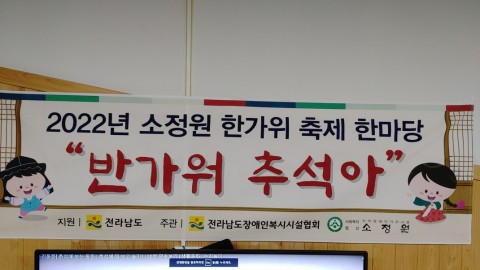 2022년 소정원 한가위 축제 한마당
“반가워 추석아”
지원 전라남도 주관 전라남도장애인복지시설협회 소정원